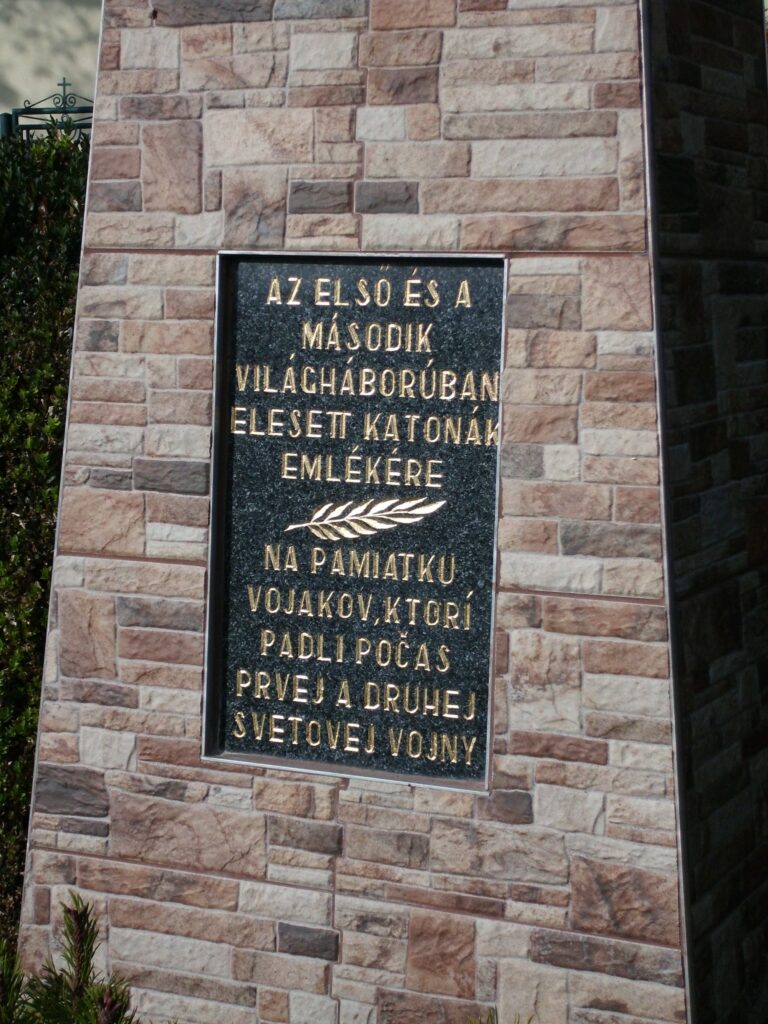 AZ ELSŐ ÉS A
MÁSODIK
VILÁGHÁBORÚBAN
ELESETT KATONÁK
EMLÉKÉRE
NA PAMIATKU
VOJAKOV, KTORÍ
PADLI POČAS
PRVEJ A DRUHEJ
SVETOVEJ VOJNY